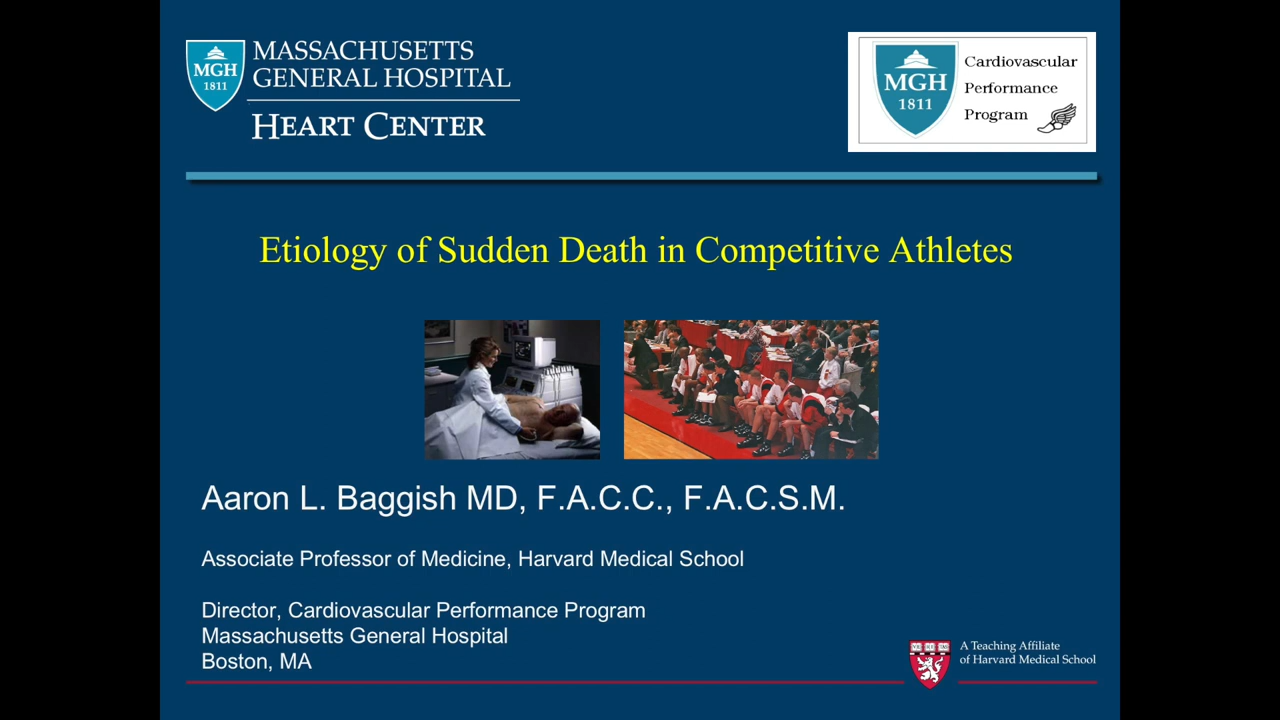 MASSACHUSETTS
GENERAL HOSPITAL
HEART CENTER
MGH
1811
MGH
1811
Cardiovascular
Performance
Program
Etiology of Sudden Death in Competitive Athletes
Aaron L. Baggish MD, F.A.C.C., F.A.C.S.M.
Associate Professor of Medicine, Harvard Medical School
Director, Cardiovascular Performance Program
Massachusetts General Hospital
Boston, MA
A Teaching Affiliate
of Harvard Medical School